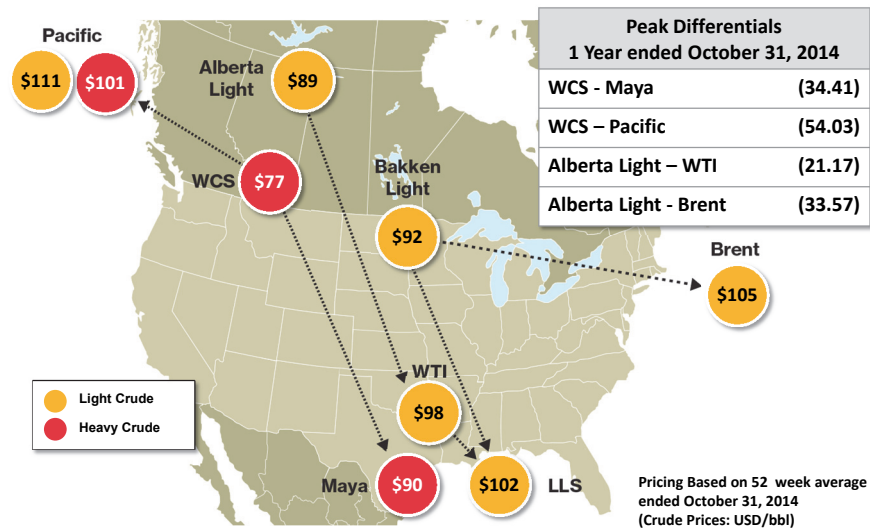 Peak Differentials
1 Year ended October 31, 2014
WCS - Maya (34.41)
WCS – Pacific (54.03)
Alberta Light – WTI (21.17)
Alberta Light - Brent (33.57)
Pacific
$111
$101
Alberta
Light
$89
WCS
$77
Bakken
Light
$92
Brent
$105
WTI
$98
Light Crude
Heavy Crude
Maya
$90
$102
LLS
Pricing Based on 52 week average
ended October 31, 2014
(Crude Prices: USD/bbl)